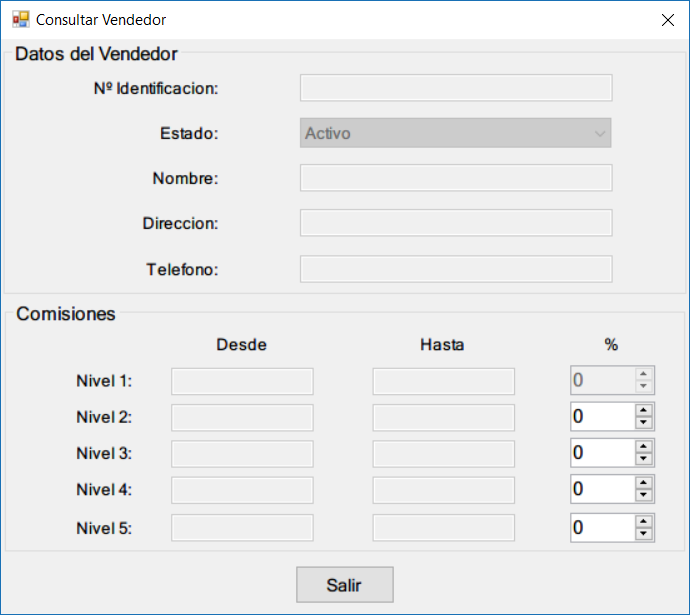 Consultar Vendedor
Datos del Vendedor
Nº Identificacion:
Estado: Activo
Nombre:
Direccion:
Telefono:
Comisiones
Desde Hasta %
Nivel 1: 0
Nivel 2: 0
Nivel 3: 0
Nivel 4: 0
Nivel 5: 0
Salir